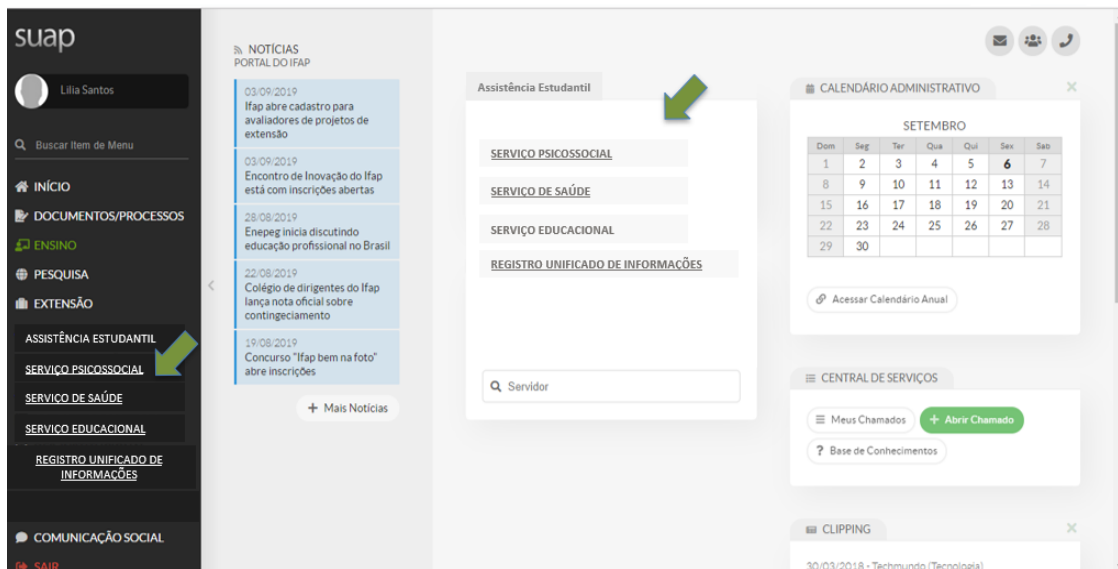 suap
Lilia Santos
Buscar Item de Menu
INÍCIO
DOCUMENTOS/PROCESSOS
ENSINO
PESQUISA
EXTENSÃO
ASSISTÊNCIA ESTUDANTIL
SERVIÇO PSICOSSOCIAL
SERVIÇO DE SAÚDE
SERVIÇO EDUCACIONAL
REGISTRO UNIFICADO DE
INFORMAÇÕES
COMUNICAÇÃO SOCIAL
SAIR
NOTÍCIAS
PORTAL DO IFAP
03/09/2019
Ifap abre cadastro para
avaliadores de projetos de
extensão
03/09/2019
Encontro de Inovação do Ifap
está com inscrições abertas
28/08/2019
Enepeg inicia discutindo
educação profissional no Brasil
22/08/2019
Colégio de dirigentes do Ifap
lança nota oficial sobre
contingeciamento
19/08/2019
Concurso "Ifap bem na foto"
abre inscrições
+ Mais Notícias
Assistência Estudantil
SERVIÇO PSICOSSOCIAL
SERVIÇO DE SAÚDE
SERVIÇO EDUCACIONAL
REGISTRO UNIFICADO DE INFORMAÇÕES
Servidor
CALENDÁRIO ADMINISTRATIVO
SETEMBRO
Dom Seg Ter Qua Qui Sex Sab
1 2 3 4 5 6 7
8 9 10 11 12 13 14
15 16 17 18 19 20 21
22 23 24 25 26 27 28
29 30
Acessar Calendário Anual
CENTRAL DE SERVIÇOS
Meus Chamados
+ Abrir Chamado
? Base de Conhecimentos
CLIPPING
30/03/2018 - Techmundo (Tecnologia)